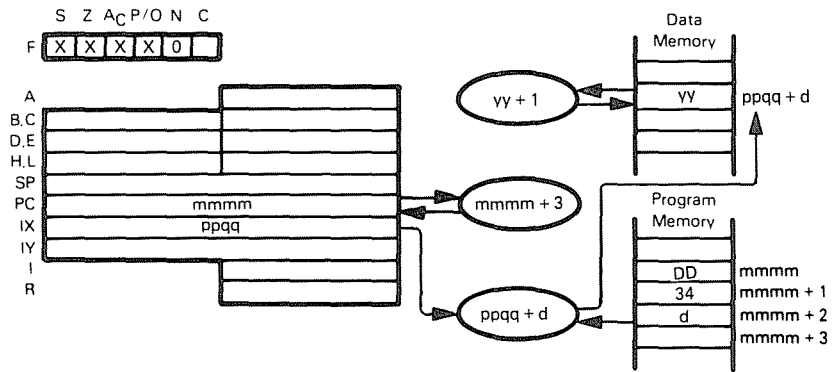 S Z AC P/O N C
F X X X X 0
Data
Memory
A
yy + 1
yy
ppqq + d
B,C
D,E
H,L
SP
PC
mmmm
mmmm + 3
Program
Memory
IX
ppqq
IY
I
R
ppqq + d
DD
mmmm
34
mmmm + 1
d
mmmm + 2
mmmm + 3